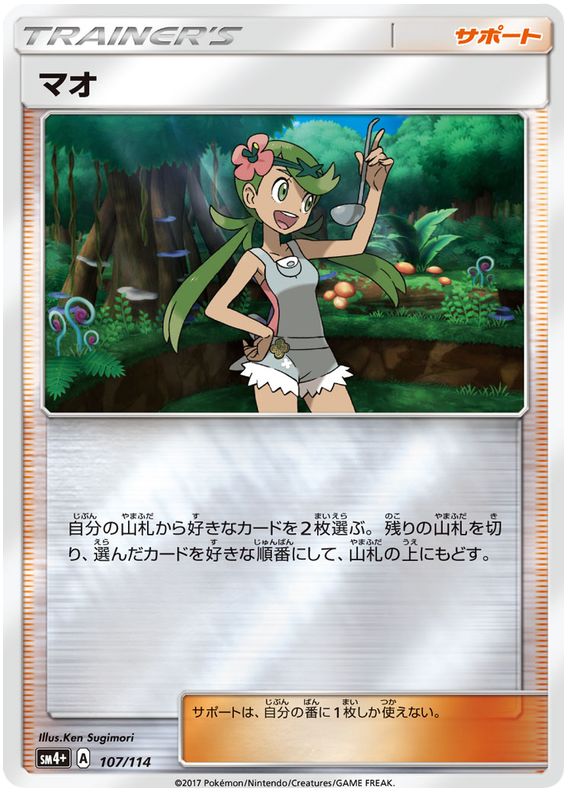 TRAINER'S
サポート
マオ
自分の山札から好きなカードを2枚選ぶ。残りの山札を切
り、選んだカードを好きな順番にして、山札の上にもどす。
サポートは、自分の番に1枚しか使えない。
Illus.Ken Sugimori
SM4+ A 107/114
©2017 Pokémon/Nintendo/Creatures/GAME FREAK.